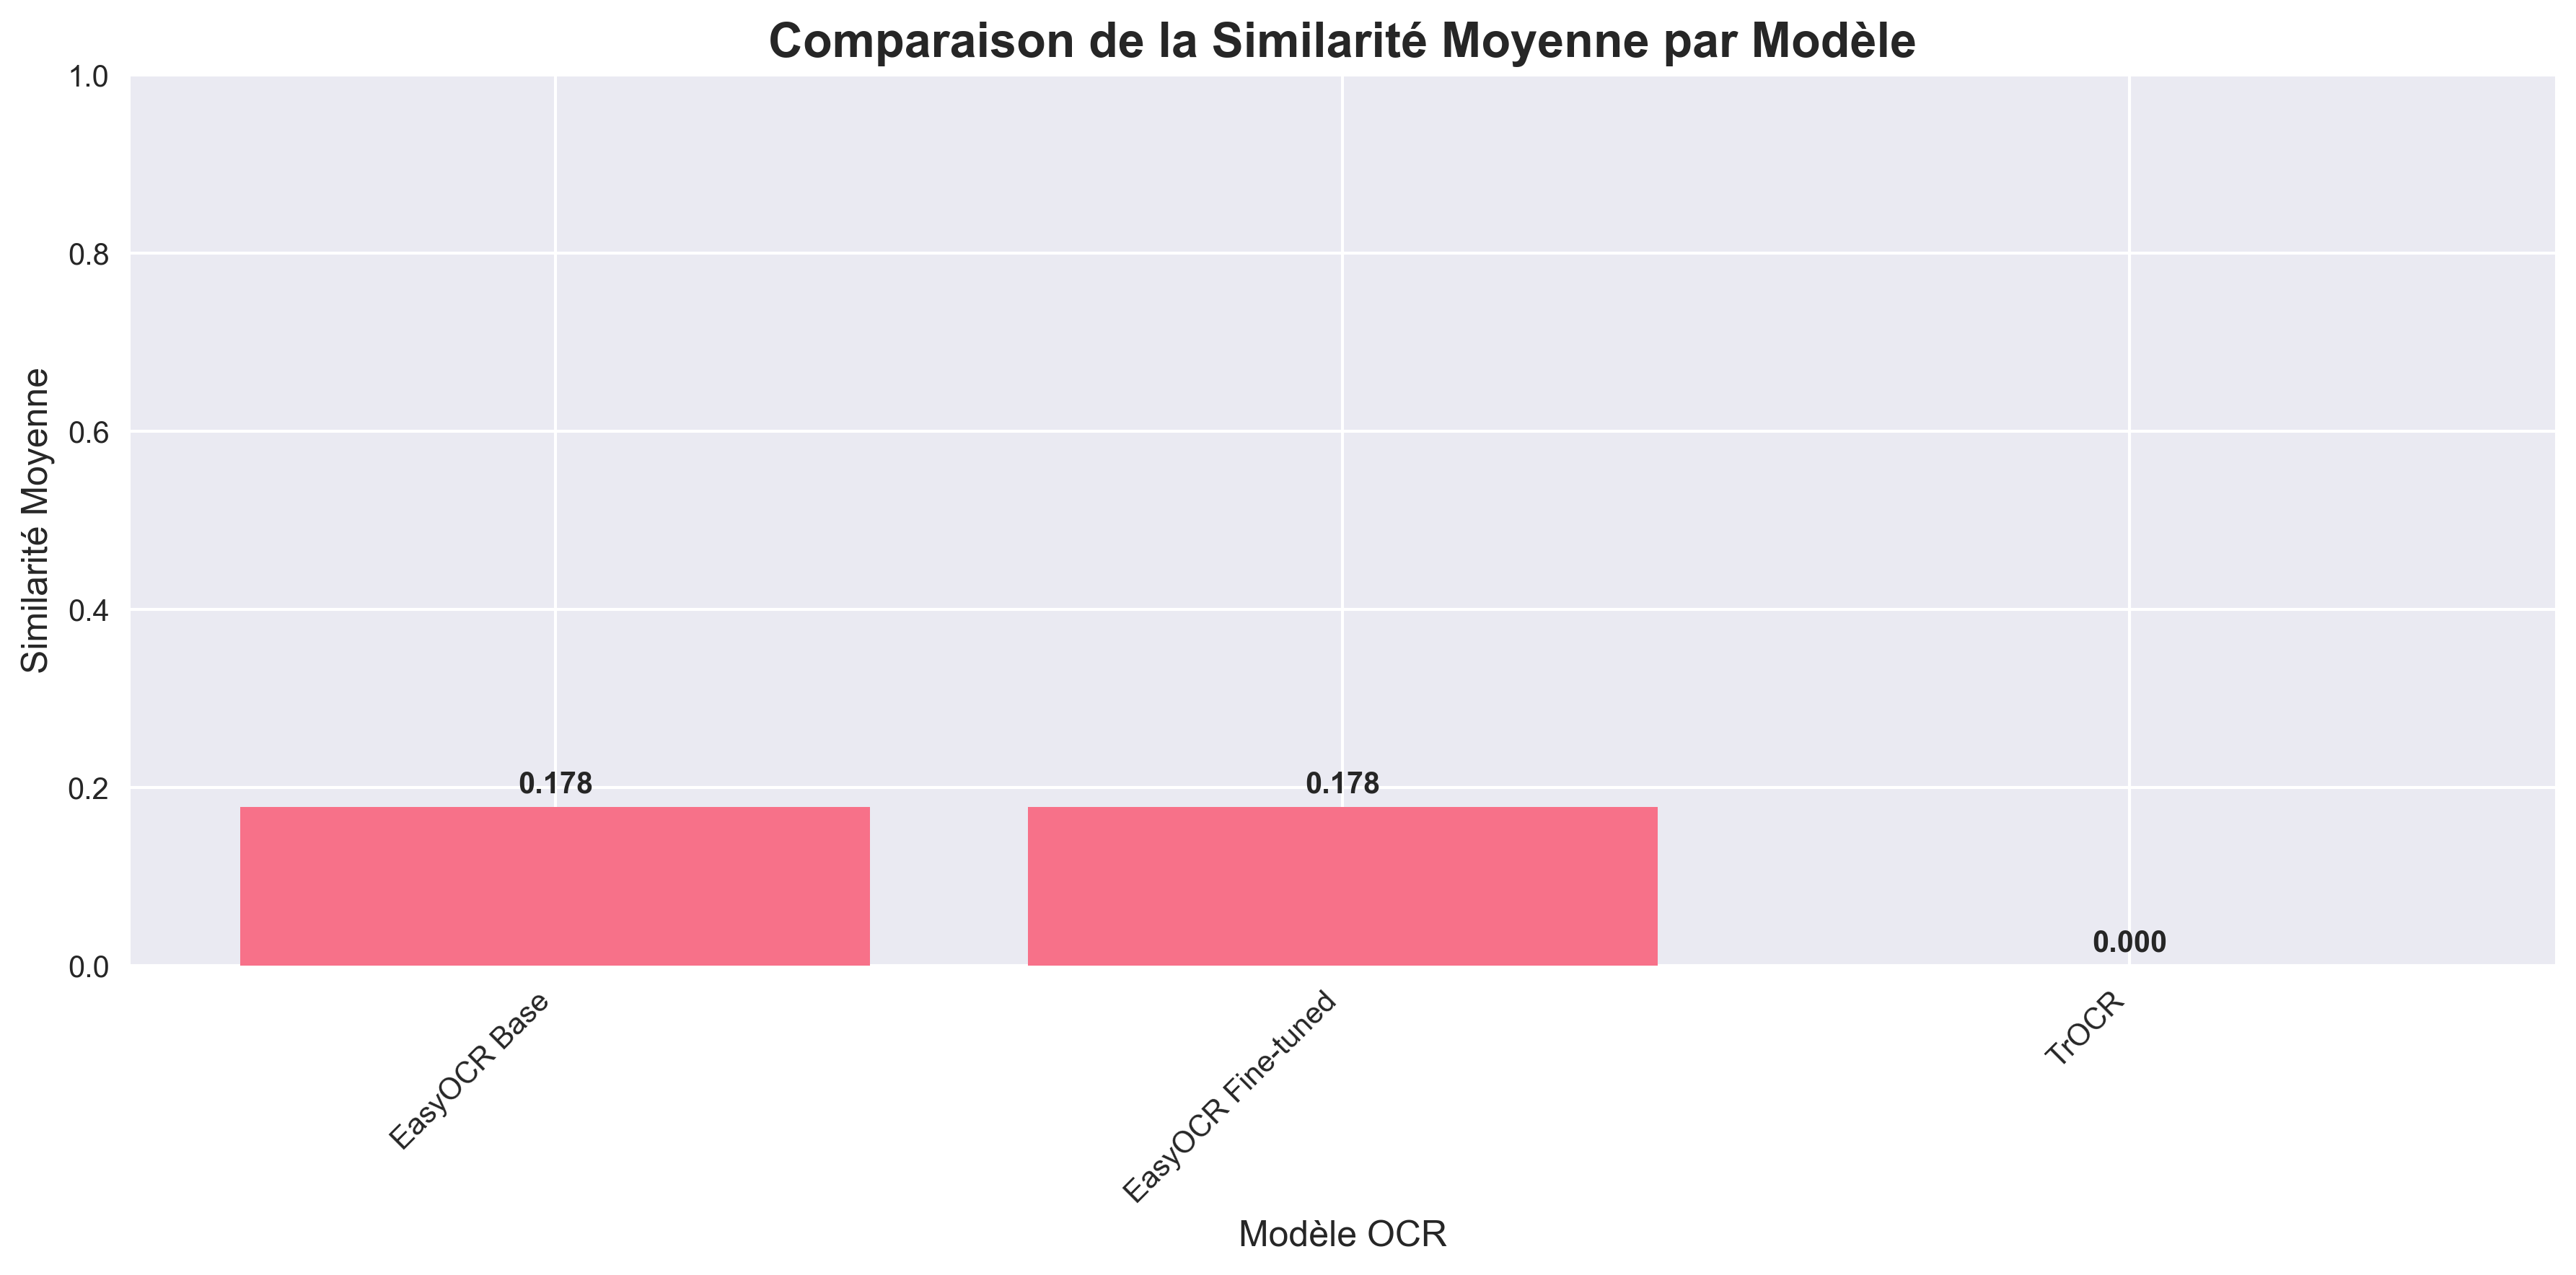 Comparaison de la Similarité Moyenne par Modèle
Similarité Moyenne
1.0
0.8
0.6
0.4
0.2
0.0
0.178
0.178
0.000
EasyOCR Base
EasyOCR Fine-tuned
TrOCR
Modèle OCR